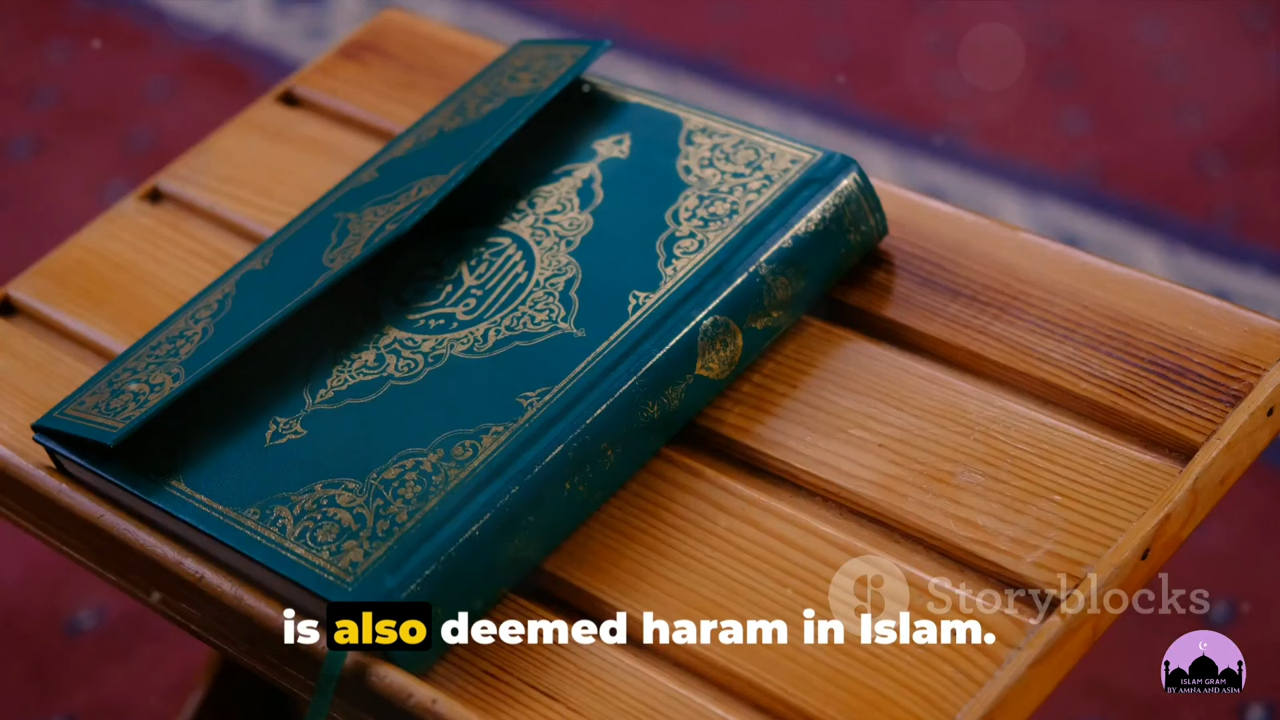 is also deemed haram in Islam.
Storyblocks
ISLAM GRAM
BY AMNA AND ASIM